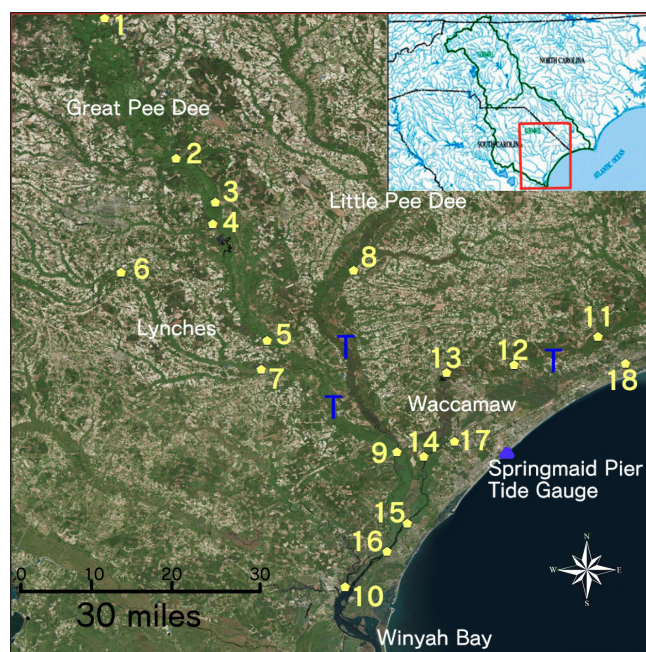 1
Great Pee Dee
NORTH CAROLINA
SOUTH CAROLINA
ATLANTIC OCEAN
2
3
Little Pee Dee
4
6
8
Lynches
5
T
11
7
13
12
T
18
T
Waccamaw
9
14
17
Springmaid Pier
Tide Gauge
15
16
N
W
E
S
0 10 20 30
30 miles
10
Winyah Bay